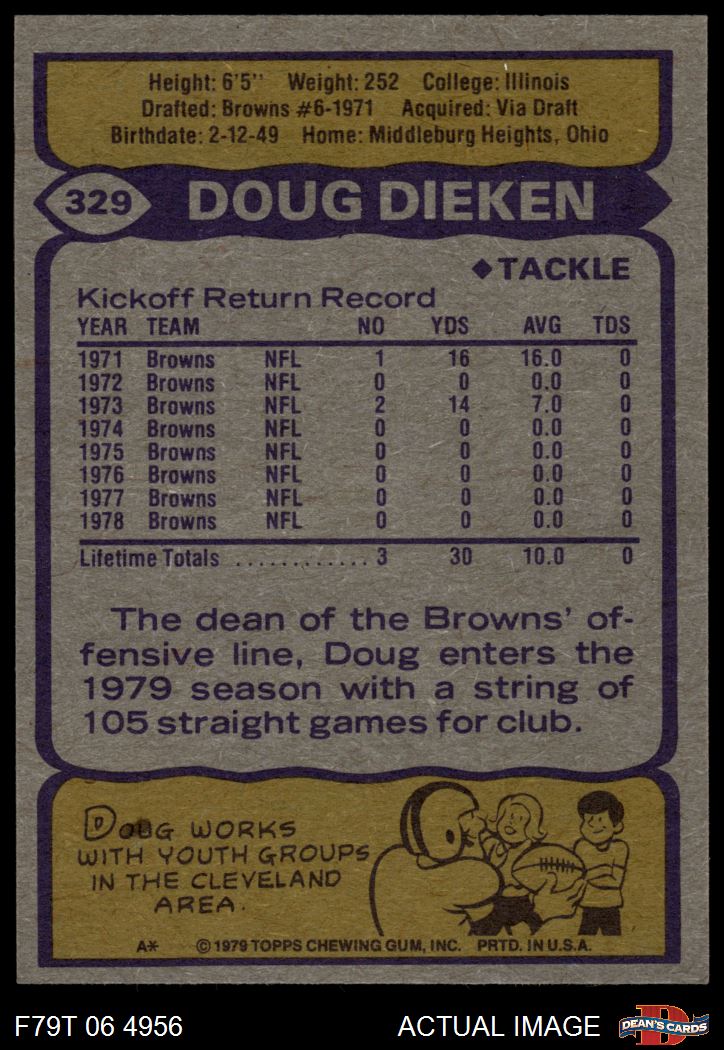 Height: 6'5'' Weight: 252 College: Illinois
Drafted: Browns #6-1971 Acquired: Via Draft
Birthdate: 2-12-49 Home: Middleburg Heights, Ohio
329 DOUG DIEKEN
◆TACKLE
Kickoff Return Record
YEAR TEAM NO YDS AVG TDS
1971 Browns NFL 1 16 16.0 0
1972 Browns NFL 0 0 0.0 0
1973 Browns NFL 2 14 7.0 0
1974 Browns NFL 0 0 0.0 0
1975 Browns NFL 0 0 0.0 0
1976 Browns NFL 0 0 0.0 0
1977 Browns NFL 0 0 0.0 0
1978 Browns NFL 0 0 0.0 0
Lifetime Totals ............ 3 30 10.0 0
The dean of the Browns' of-
fensive line, Doug enters the
1979 season with a string of
105 straight games for club.
DOUG WORKS
WITH YOUTH GROUPS
IN THE CLEVELAND
AREA.
A* © 1979 TOPPS CHEWING GUM, INC. PRTD. IN U.S.A.
F79T 06 4956 ACTUAL IMAGE D DEAN'S CARDS